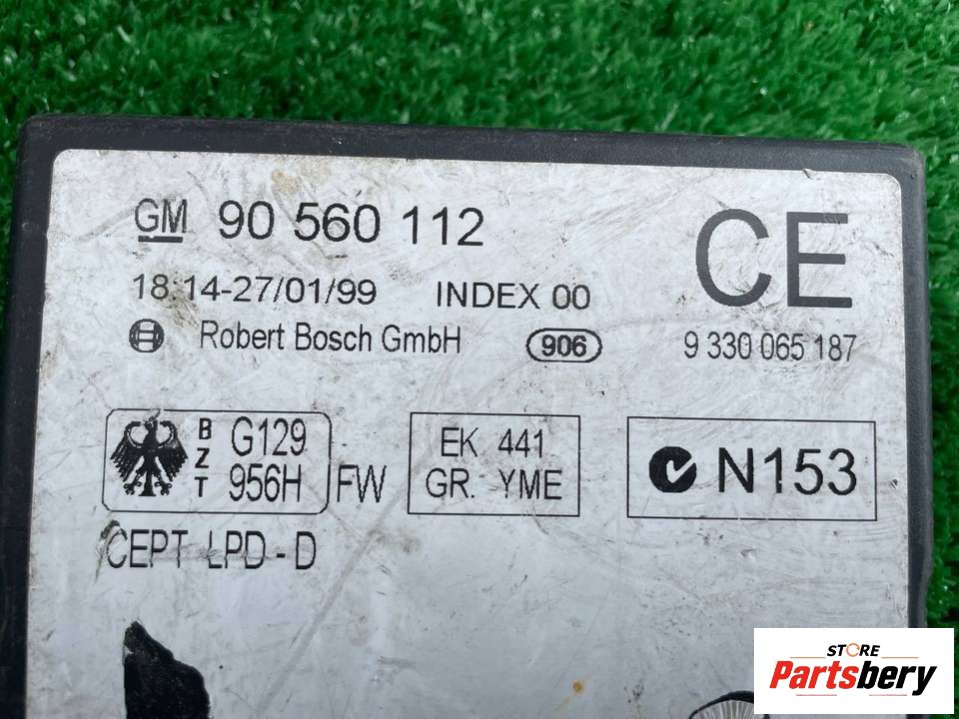 GM 90 560 112
CE
18:14-27/01/99 INDEX 00
Robert Bosch GmbH 906 9 330 065 187
BZT G129 956H FW
EK 441
GR. YME
N153
CEPT LPD - D
STORE
Partsbery